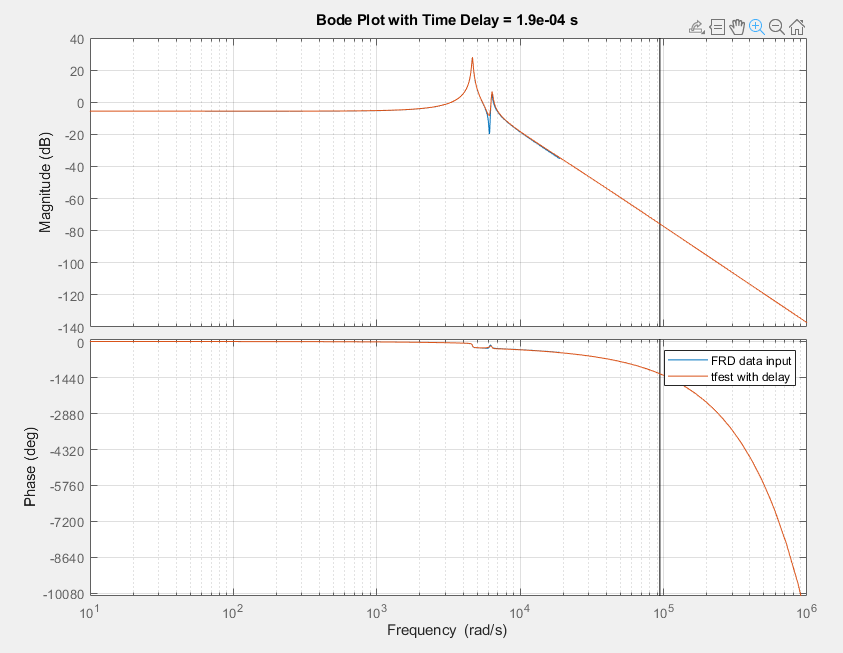 Bode Plot with Time Delay = 1.9e-04 s
Magnitude (dB)
40
20
0
-20
-40
-60
-80
-100
-120
-140
Phase (deg)
0
-1440
-2880
-4320
-5760
-7200
-8640
-10080
FRD data input
tfest with delay
10^1 10^2 10^3 10^4 10^5 10^6
Frequency (rad/s)